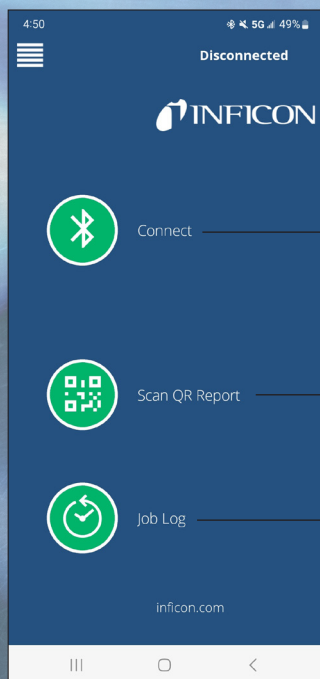 4:50 5G 49%
Disconnected
INFICON
Connect
Scan QR Report
Job Log
inficon.com